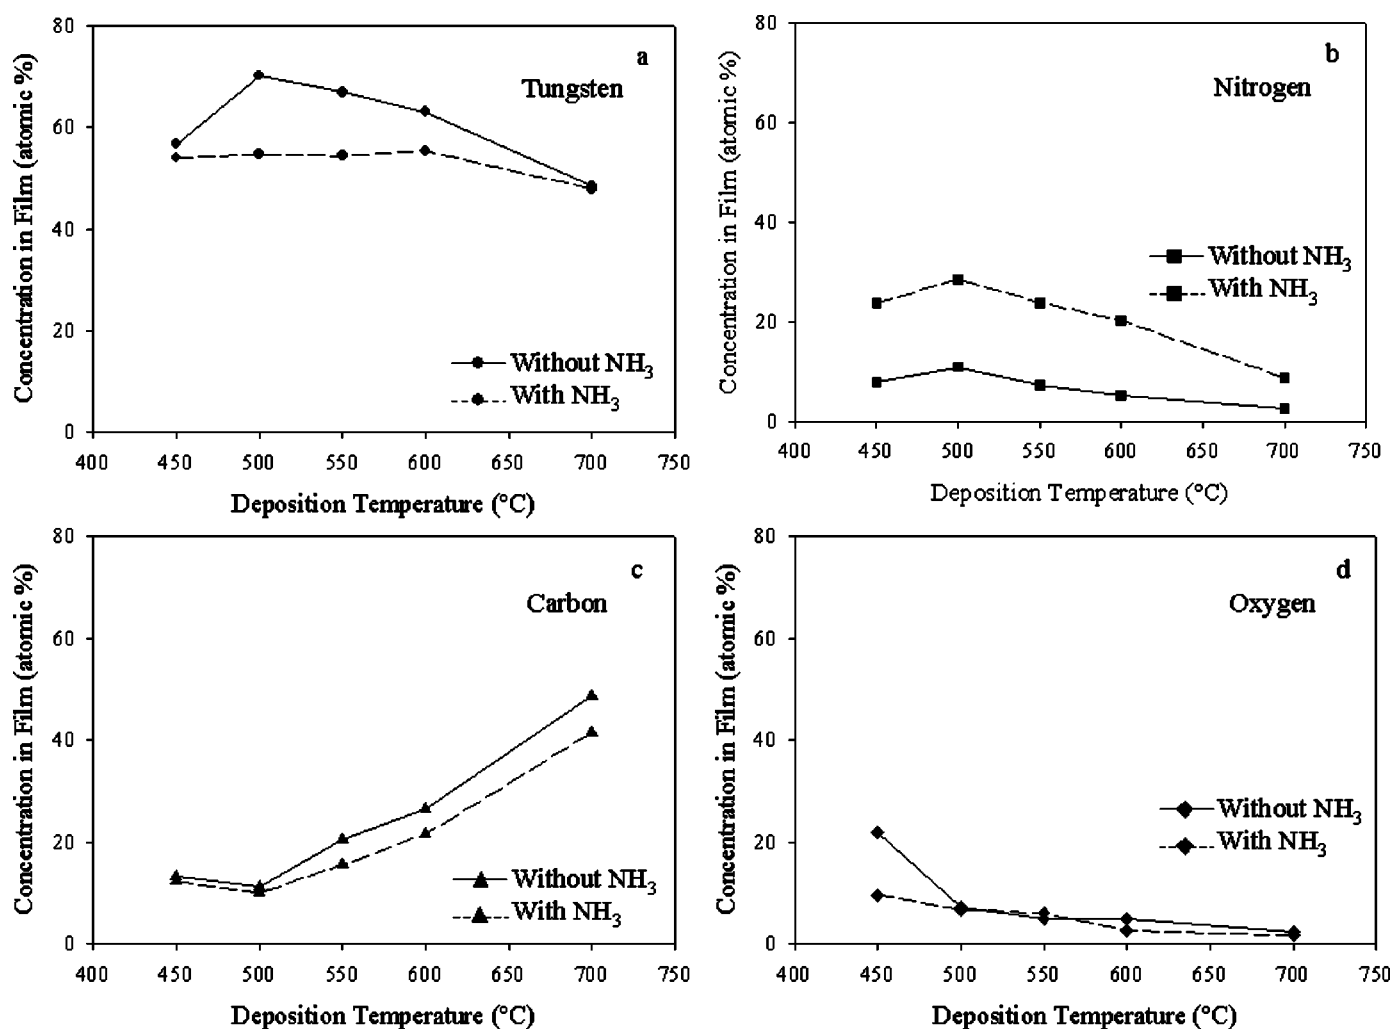 a
Tungsten
Concentration in Film (atomic %)
80
60
40
20
0
Without NH3
With NH3
400 450 500 550 600 650 700 750
Deposition Temperature (°C)
b
Nitrogen
Concentration in Film (atomic %)
80
60
40
20
0
Without NH3
With NH3
400 450 500 550 600 650 700 750
Deposition Temperature (°C)
c
Carbon
Concentration in Film (atomic %)
80
60
40
20
0
Without NH3
With NH3
400 450 500 550 600 650 700 750
Deposition Temperature (°C)
d
Oxygen
Concentration in Film (atomic %)
80
60
40
20
0
Without NH3
With NH3
400 450 500 550 600 650 700 750
Deposition Temperature (°C)